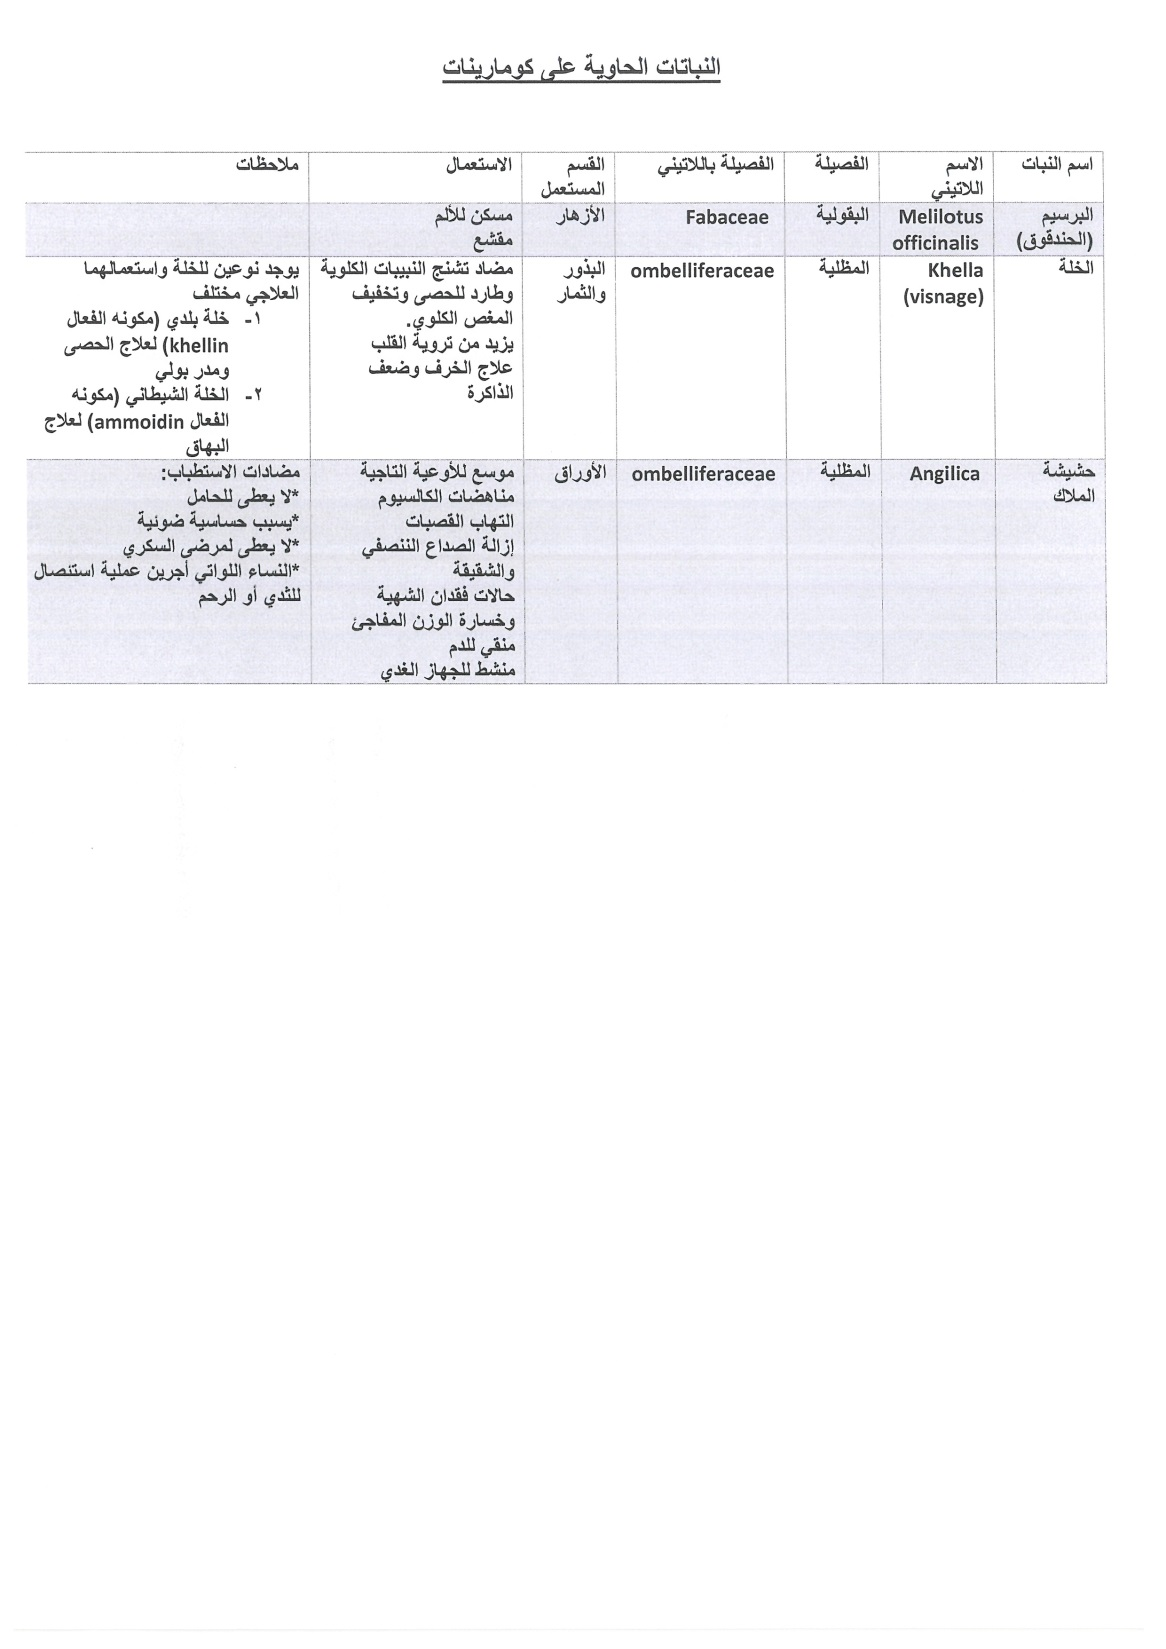 النباتات الحاوية على كومارينات
اسم النبات
الاسم
اللاتيني
الفصيلة
الفصيلة باللاتيني
القسم
المستعمل
الاستعمال
ملاحظات
البرسيم
(الحندقوق)
Melilotus
officinalis
البقولية
Fabaceae
الأزهار
مسكن للألم
مقشع
الخلة
Khella
(visnage)
المظلية
ombelliferaceae
البذور
والثمار
مضاد تشنج النبيبات الكلوية
وطارد للحصى وتخفيف
المغص الكلوي.
يزيد من تروية القلب
علاج الخرف وضعف
الذاكرة
يوجد نوعين للخلة واستعمالهما
العلاجي مختلف
١- خلة بلدي (مكونه الفعال
khellin) لعلاج الحصى
ومدر بولي
٢- الخلة الشيطاني (مكونه
الفعال ammoidin) لعلاج
البهاق
حشيشة
الملاك
Angilica
المظلية
ombelliferaceae
الأوراق
موسع للأوعية التاجية
مناهضات الكالسيوم
التهاب القصبات
إزالة الصداع النتصفي
والشقيقة
حالات فقدان الشهية
وخسارة الوزن المفاجئ
منقي للدم
منشط للجهاز الغدي
مضادات الاستطباب:
*لا يعطى للحامل
*يسبب حساسية ضوئية
*لا يعطى لمرضى السكري
*النساء اللواتي أجرين عملية استئصال
للثدي أو الرحم